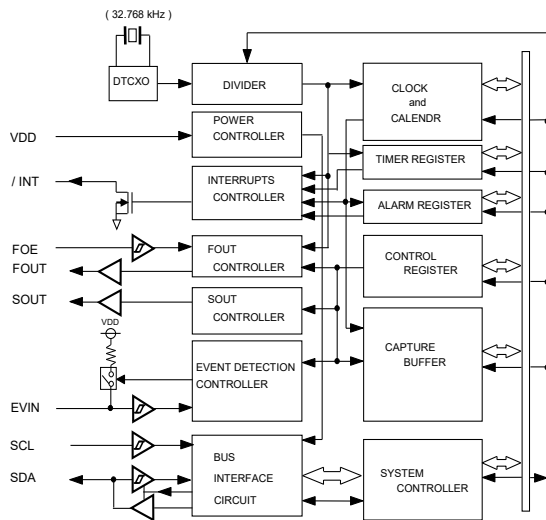 ( 32.768 kHz )
DTCXO
DIVIDER
CLOCK
and
CALENDR
POWER
CONTROLLER
VDD
TIMER REGISTER
/ INT
INTERRUPTS
CONTROLLER
ALARM REGISTER
FOE
FOUT
FOUT
CONTROLLER
CONTROL
REGISTER
SOUT
SOUT
CONTROLLER
VDD
CAPTURE
BUFFER
EVENT DETECTION
CONTROLLER
EVIN
SCL
SDA
BUS
INTERFACE
CIRCUIT
SYSTEM
CONTROLLER